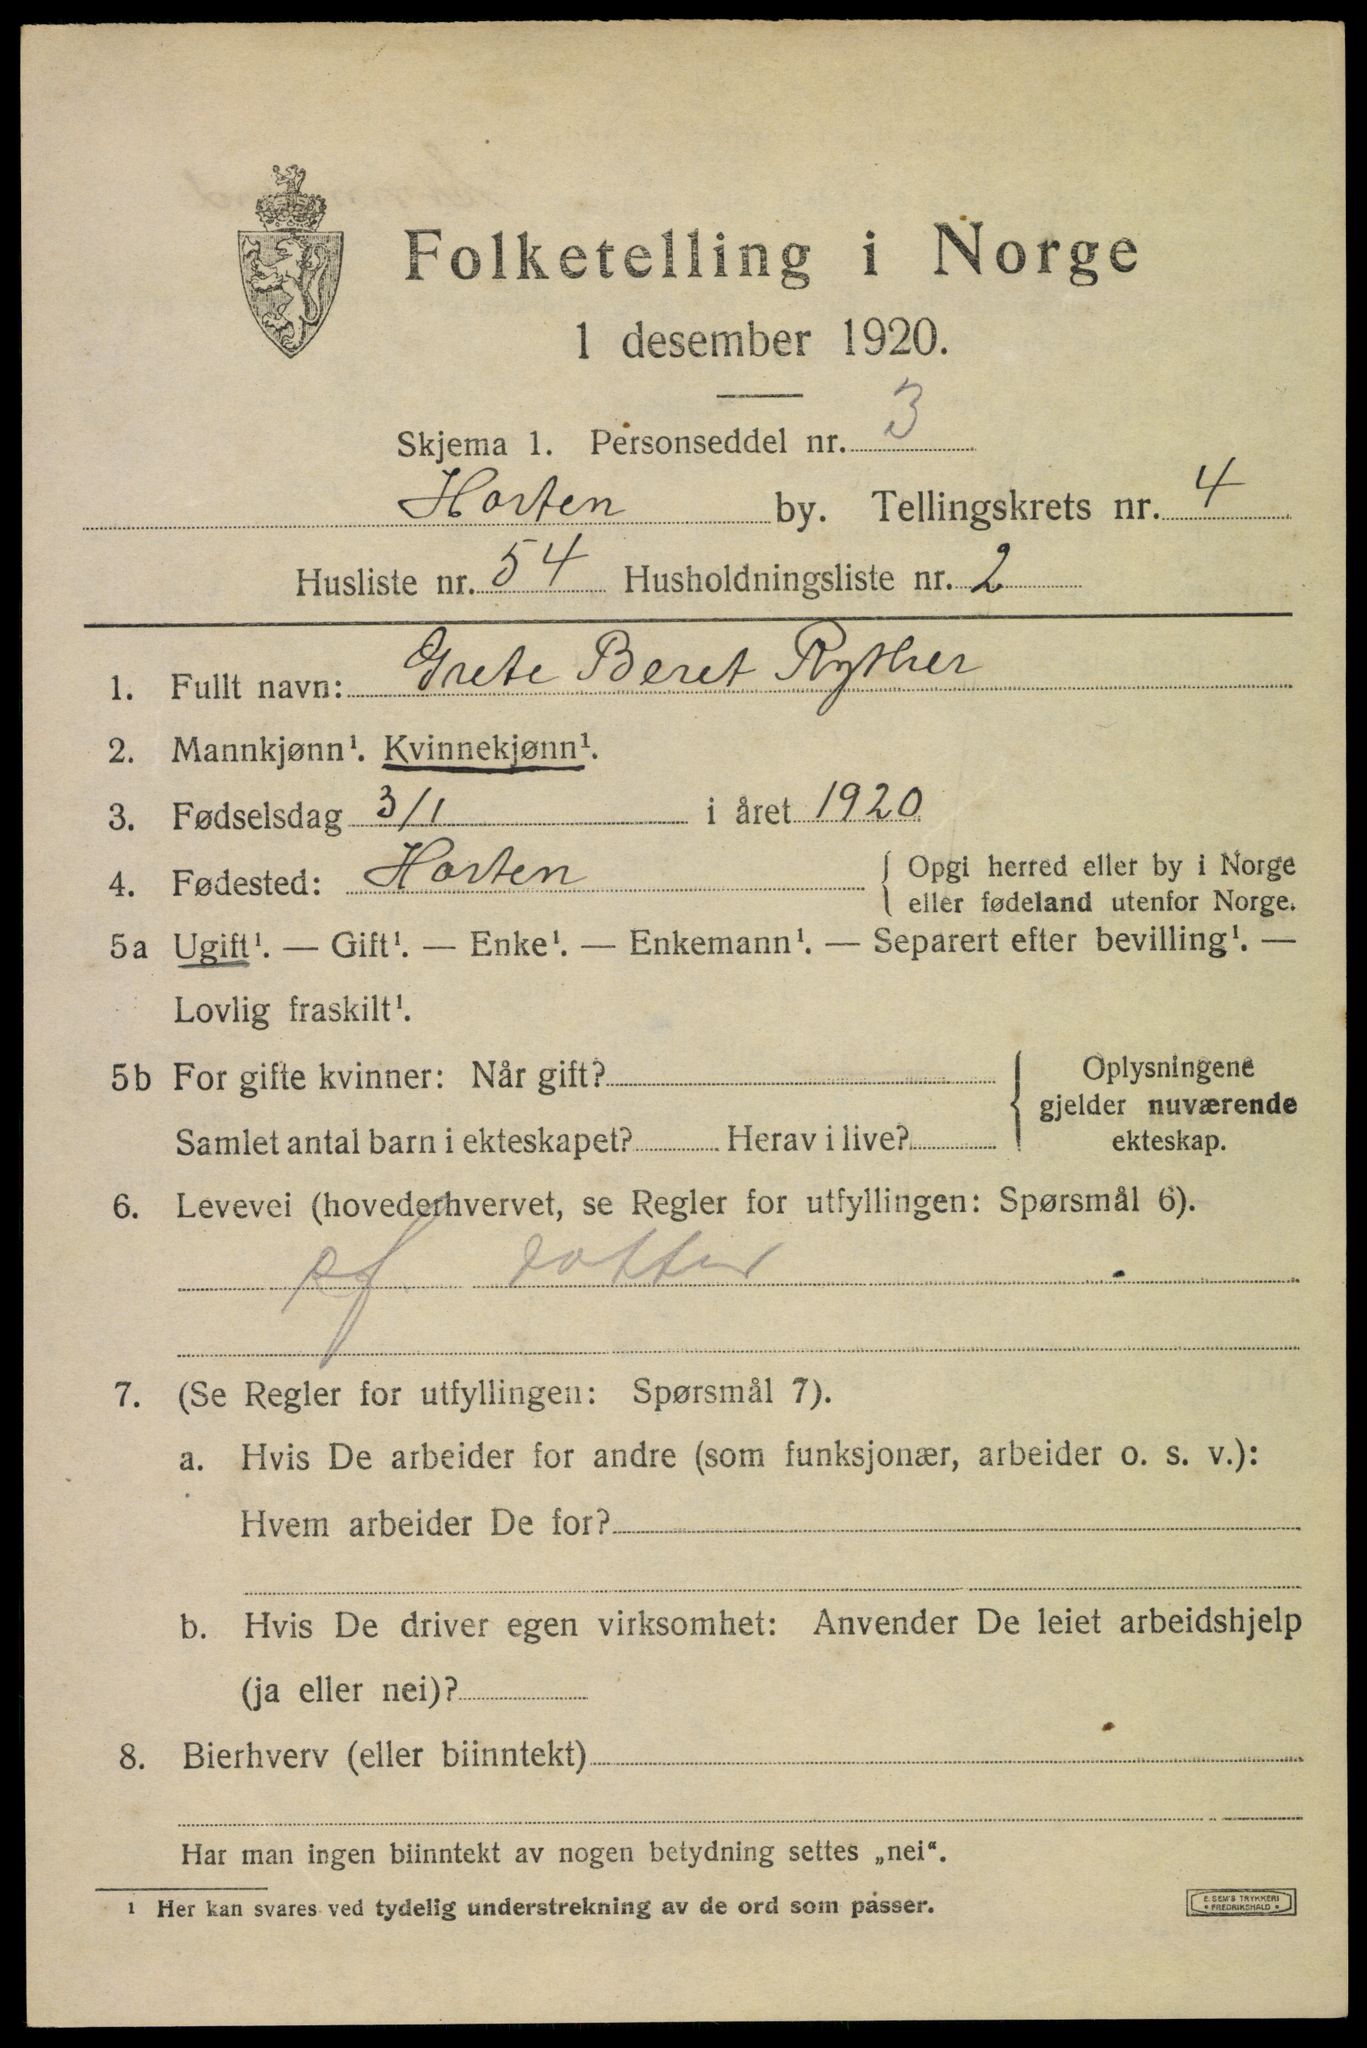 Folketelling i Norge
1 desember 1920.
Skjema 1. Personseddel nr. 3
Horten by. Tellingskrets nr. 4
Husliste nr. 54 Husholdningsliste nr. 2
1. Fullt navn: Grete Beret Ryther
2. Mannkjønn¹. Kvinnekjønn¹.
3. Fødselsdag 3/1 i året 1920
4. Fødested: Horten { Opgi herred eller by i Norge
eller fødeland utenfor Norge.
5a Ugift¹. — Gift¹. — Enke¹. — Enkemann¹. — Separert efter bevilling¹. —
Lovlig fraskilt¹.
5b For gifte kvinner: Når gift?
Samlet antal barn i ekteskapet? Herav i live?
{ Oplysningene
gjelder nuværende
ekteskap.
6. Levevei (hovederhvervet, se Regler for utfyllingen: Spørsmål 6).
datter
7. (Se Regler for utfyllingen: Spørsmål 7).
a. Hvis De arbeider for andre (som funksjonær, arbeider o. s. v.):
Hvem arbeider De for?
b. Hvis De driver egen virksomhet: Anvender De leiet arbeidshjelp
(ja eller nei)?
8. Bierhverv (eller biinntekt)
Har man ingen biinntekt av nogen betydning settes „nei“.
¹ Her kan svares ved tydelig understrekning av de ord som passer.
E. SEM'S TRYKKERI
• FREDRIKSHALD •